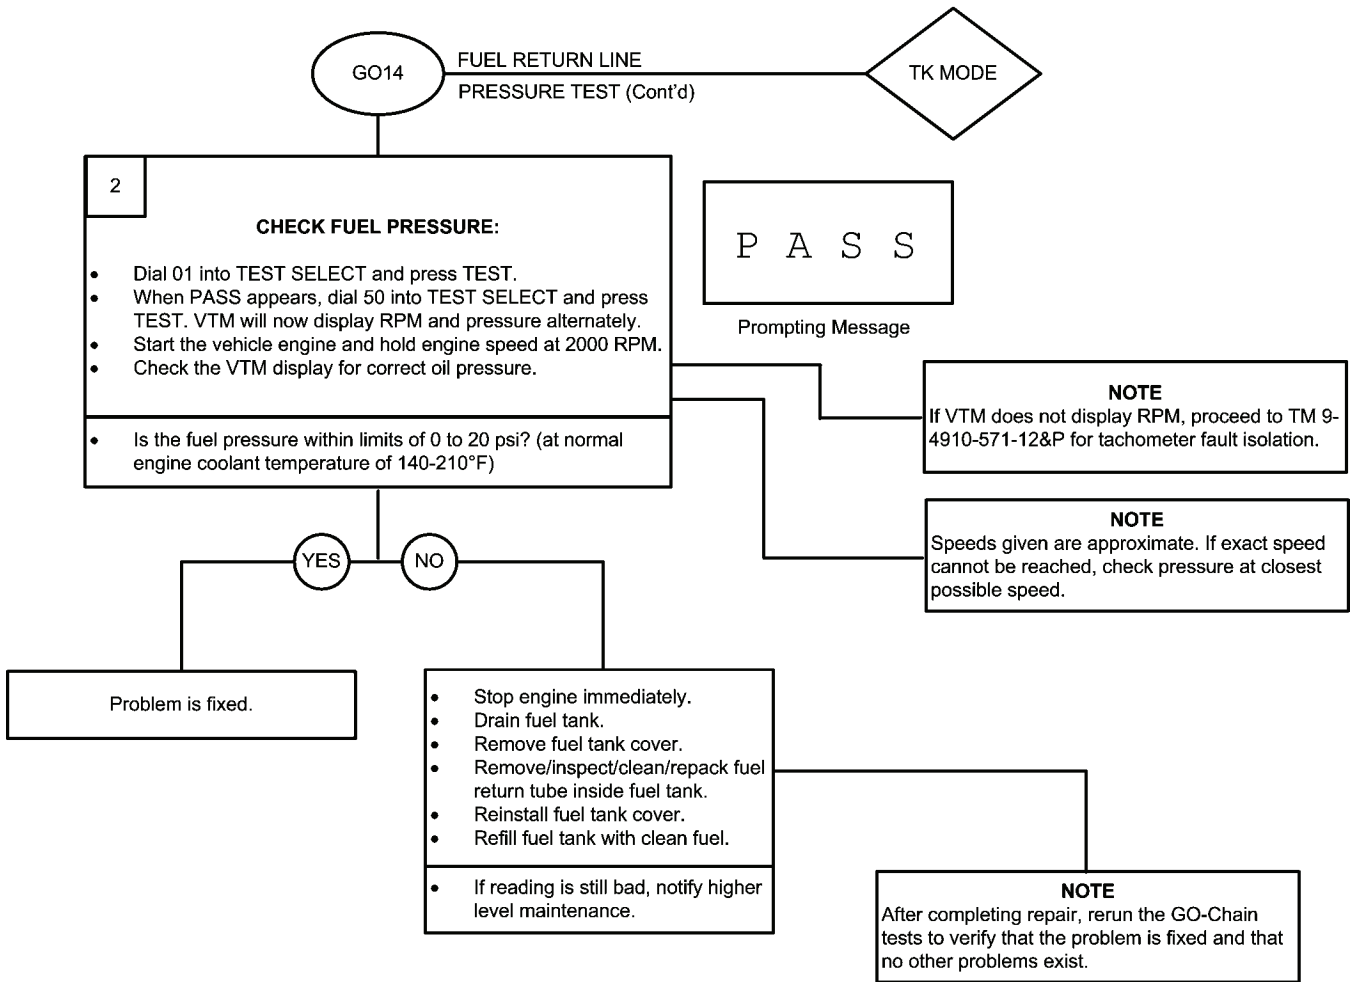 GO14
FUEL RETURN LINE
PRESSURE TEST (Cont'd)
TK MODE
2
CHECK FUEL PRESSURE:
• Dial 01 into TEST SELECT and press TEST.
• When PASS appears, dial 50 into TEST SELECT and press
TEST. VTM will now display RPM and pressure alternately.
• Start the vehicle engine and hold engine speed at 2000 RPM.
• Check the VTM display for correct oil pressure.
• Is the fuel pressure within limits of 0 to 20 psi? (at normal
engine coolant temperature of 140-210°F)
P A S S
Prompting Message
NOTE
If VTM does not display RPM, proceed to TM 9-
4910-571-12&P for tachometer fault isolation.
NOTE
Speeds given are approximate. If exact speed
cannot be reached, check pressure at closest
possible speed.
YES
NO
Problem is fixed.
• Stop engine immediately.
• Drain fuel tank.
• Remove fuel tank cover.
• Remove/inspect/clean/repack fuel
return tube inside fuel tank.
• Reinstall fuel tank cover.
• Refill fuel tank with clean fuel.
• If reading is still bad, notify higher
level maintenance.
NOTE
After completing repair, rerun the GO-Chain
tests to verify that the problem is fixed and that
no other problems exist.